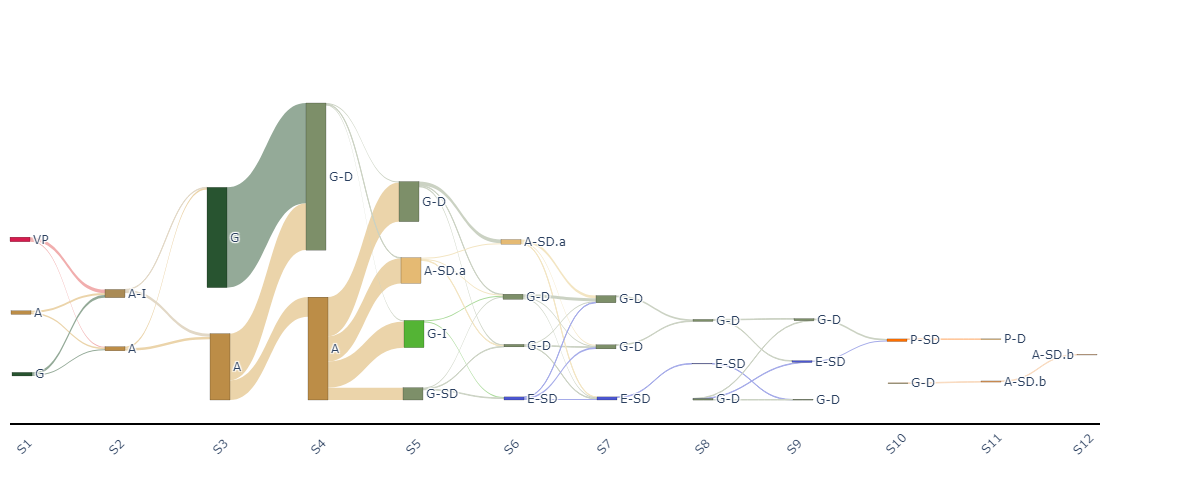 VP
A
G
A-I
A
G
A
G-D
A
G-D
A-SD.a
G-I
G-SD
A-SD.a
G-D
G-D
E-SD
G-D
G-D
E-SD
G-D
E-SD
G-D
G-D
E-SD
G-D
P-SD
G-D
P-D
A-SD.b
A-SD.b
S1 S2 S3 S4 S5 S6 S7 S8 S9 S10 S11 S12